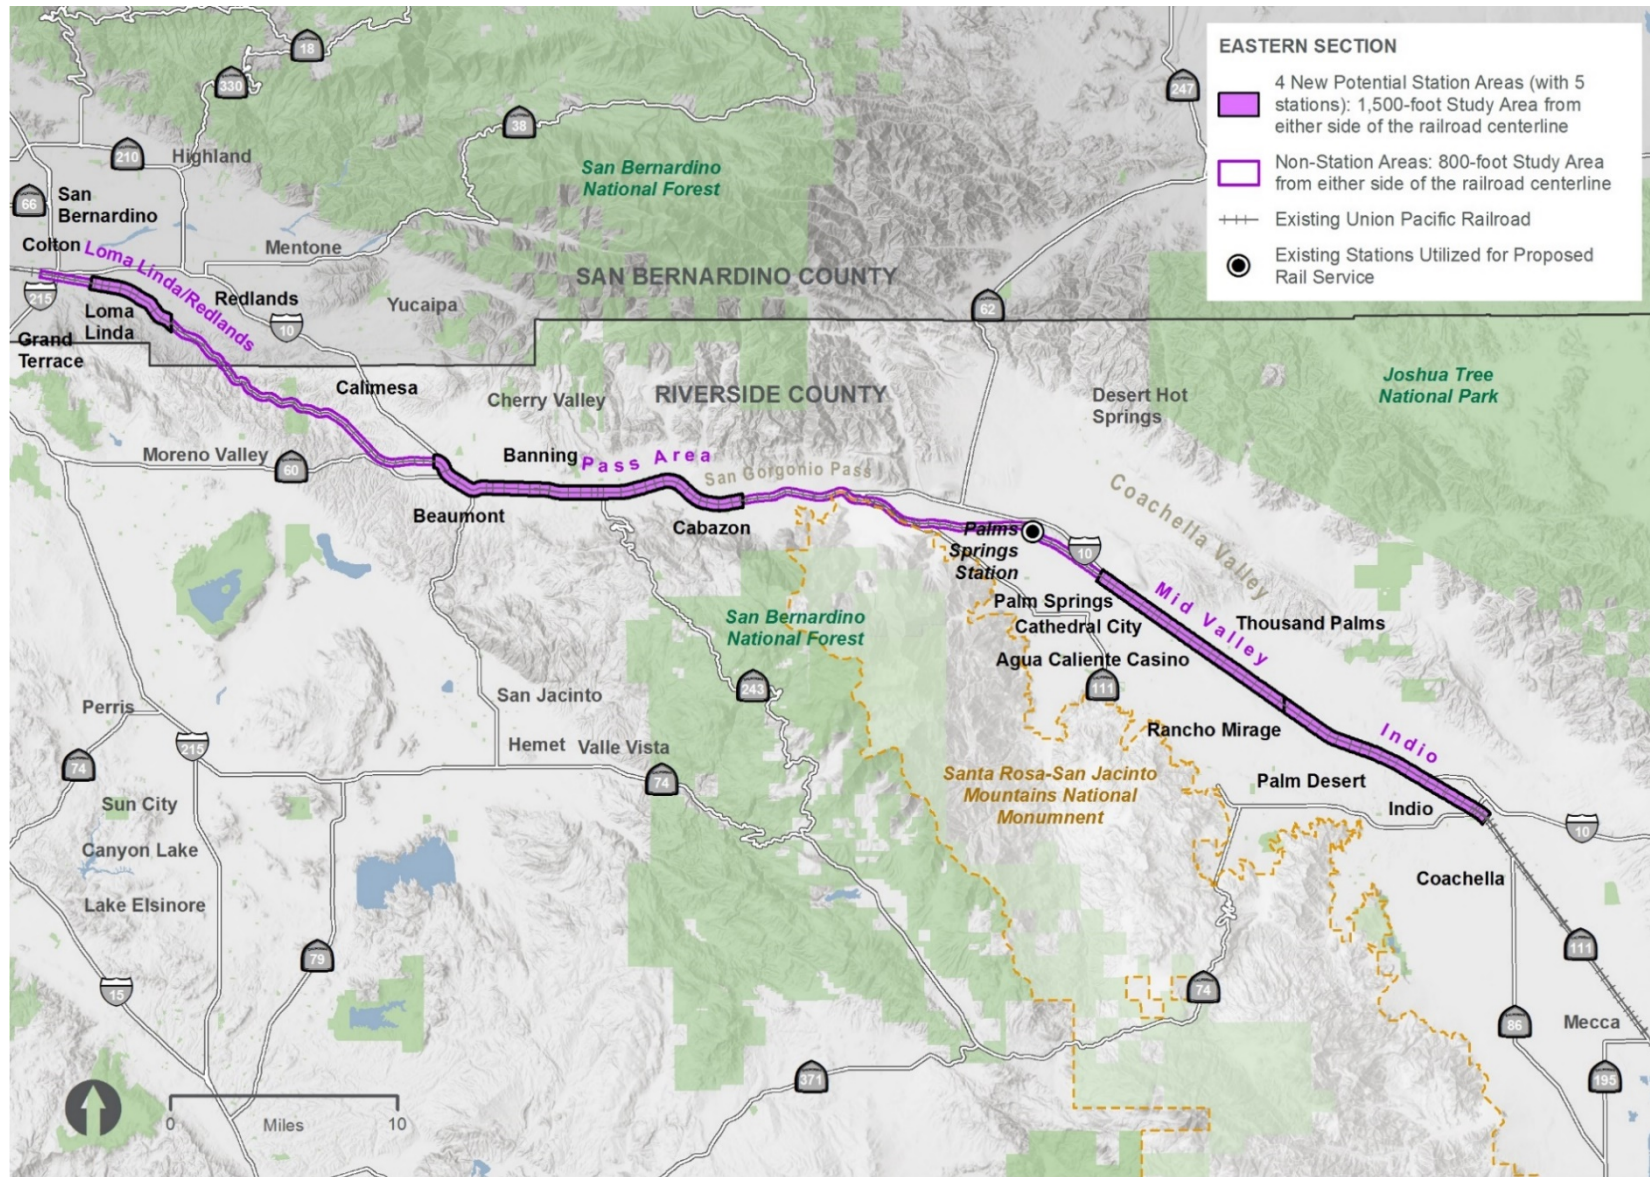 EASTERN SECTION
4 New Potential Station Areas (with 5
stations): 1,500-foot Study Area from
either side of the railroad centerline
Non-Station Areas: 800-foot Study Area
from either side of the railroad centerline
Existing Union Pacific Railroad
Existing Stations Utilized for Proposed
Rail Service
18
330
247
38
210
Highland
San Bernardino
National Forest
66
San
Bernardino
Colton
Loma Linda/Redlands
Mentone
SAN BERNARDINO COUNTY
215
Redlands
Yucaipa
62
Loma
Linda
10
Grand
Terrace
Calimesa
Cherry Valley
RIVERSIDE COUNTY
Desert Hot
Springs
Joshua Tree
National Park
Moreno Valley
60
Banning
Pass Area
San Gorgonio Pass
Coachella Valley
Beaumont
Cabazon
Palms
Springs
Station
10
Mid Valley
Palm Springs
Cathedral City
Thousand Palms
San Bernardino
National Forest
Agua Caliente Casino
243
111
San Jacinto
Perris
215
Hemet
Valle Vista
Rancho Mirage
Indio
74
74
Santa Rosa-San Jacinto
Mountains National
Monumnent
Palm Desert
Sun City
Indio
10
Canyon Lake
Coachella
Lake Elsinore
79
111
15
74
86
Mecca
371
195
0
Miles
10